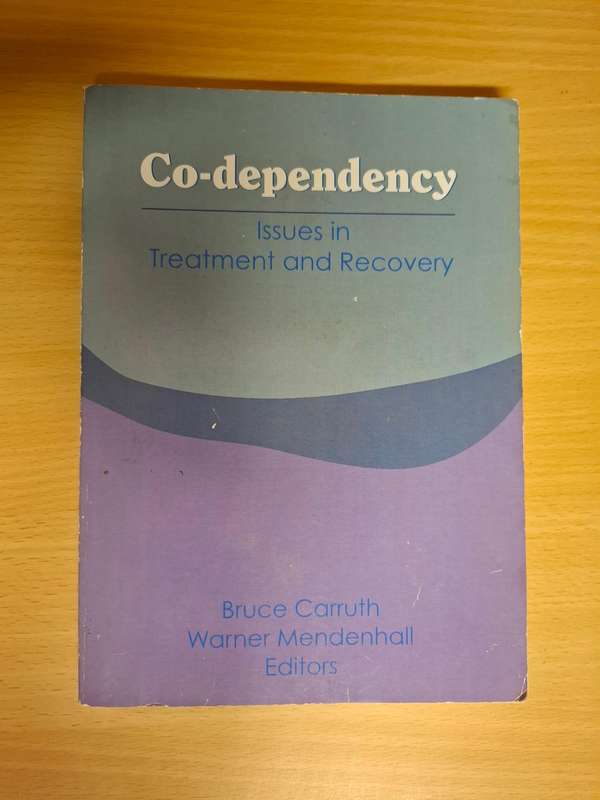 Co-dependency
Issues in
Treatment and Recovery
Bruce Carruth
Warner Mendenhall
Editors